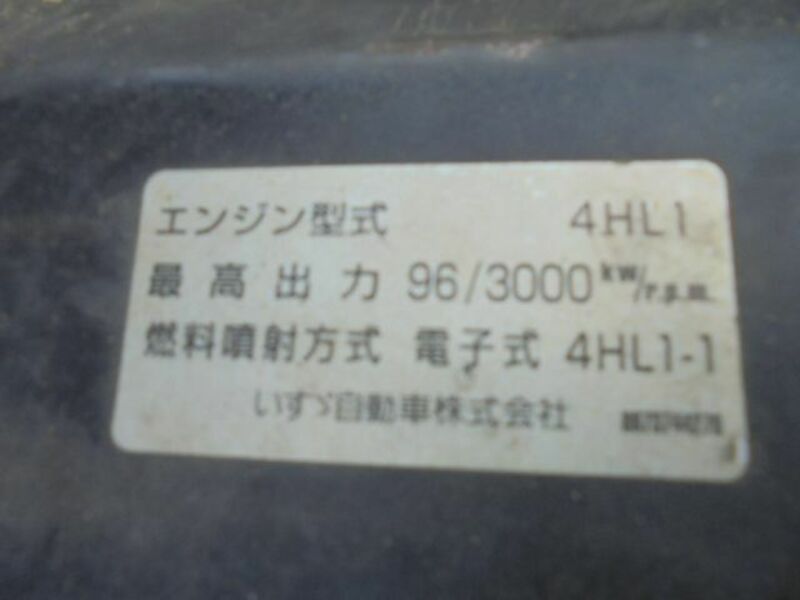 エンジン型式 4HL1
最高出力 96/3000 kw/r.p.m.
燃料噴射方式 電子式 4HL1-1
いすゞ自動車株式会社